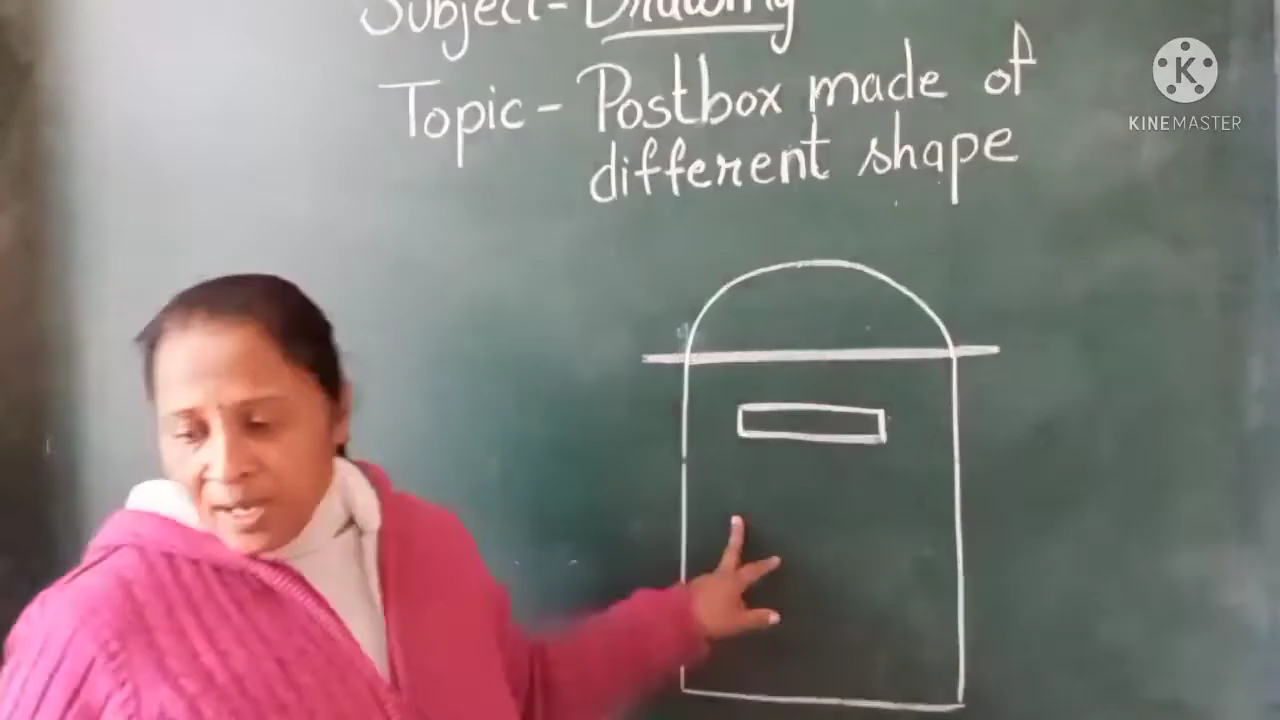 Subject- Drawing
Topic- Postbox made of
different shape
K
KINEMASTER